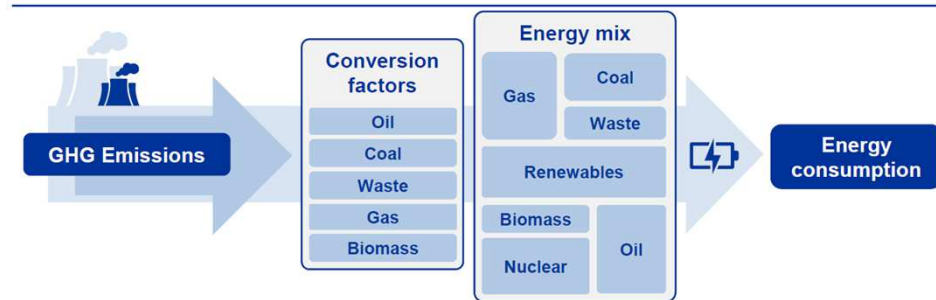 GHG Emissions
Conversion
factors
Oil
Coal
Waste
Gas
Biomass
Energy mix
Gas
Coal
Waste
Renewables
Biomass
Nuclear
Oil
Energy
consumption